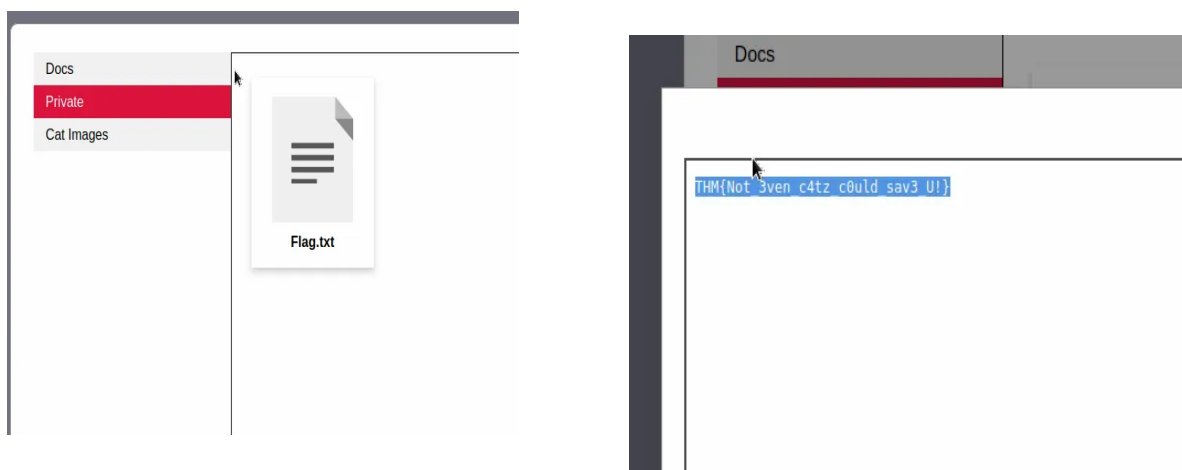 Docs
Private
Cat Images
Flag.txt
Docs
THM{Not_3ven_c4tz_c0uld_sav3_U!}